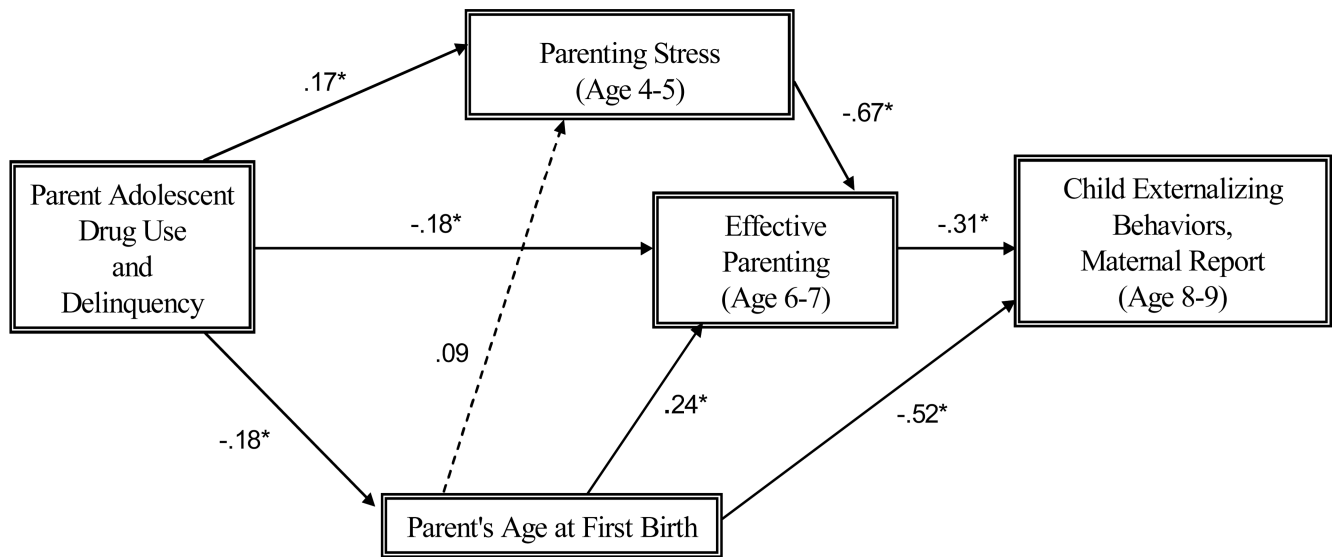 Parenting Stress
(Age 4-5)
.17*
-.67*
Parent Adolescent
Drug Use
and
Delinquency
-.18*
Effective
Parenting
(Age 6-7)
-.31*
Child Externalizing
Behaviors,
Maternal Report
(Age 8-9)
.09
.24*
-.52*
-.18*
Parent's Age at First Birth